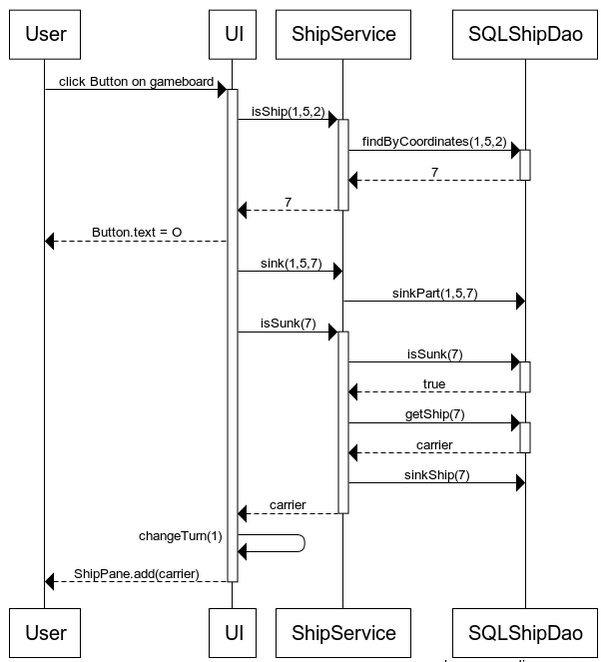 User UI ShipService SQLShipDao
click Button on gameboard
isShip(1,5,2)
findByCoordinates(1,5,2)
7
7
Button.text = O
sink(1,5,7)
sinkPart(1,5,7)
isSunk(7)
isSunk(7)
true
getShip(7)
carrier
sinkShip(7)
carrier
changeTurn(1)
ShipPane.add(carrier)
User UI ShipService SQLShipDao